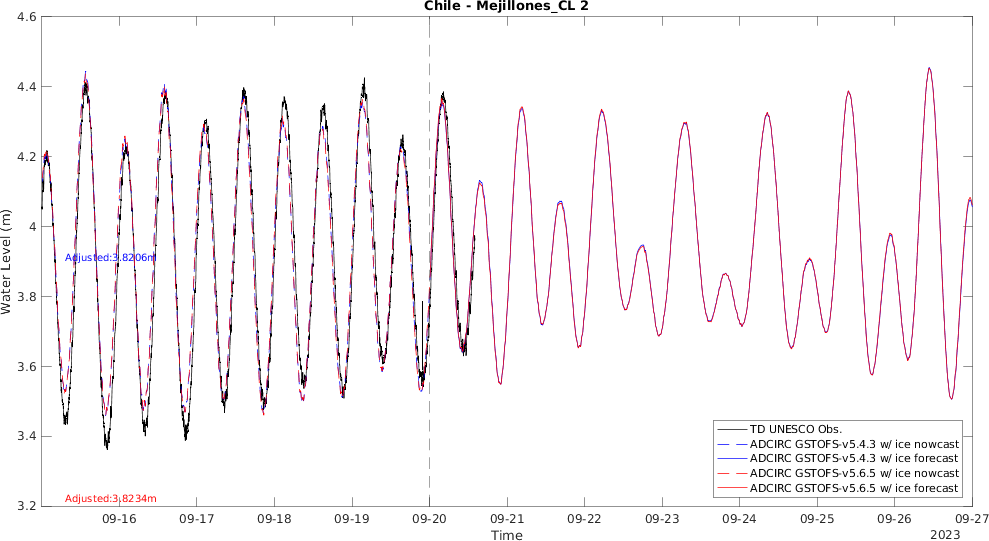 Chile - Mejillones_CL 2
4.6
4.4
4.2
4
3.8
3.6
3.4
3.2
Water Level (m)
Adjusted:3.8206m
Adjusted:3.8234m
TD UNESCO Obs.
ADCIRC GSTOFS-v5.4.3 w/ ice nowcast
ADCIRC GSTOFS-v5.4.3 w/ ice forecast
ADCIRC GSTOFS-v5.6.5 w/ ice nowcast
ADCIRC GSTOFS-v5.6.5 w/ ice forecast
09-16 09-17 09-18 09-19 09-20 09-21 09-22 09-23 09-24 09-25 09-26 09-27
Time
2023